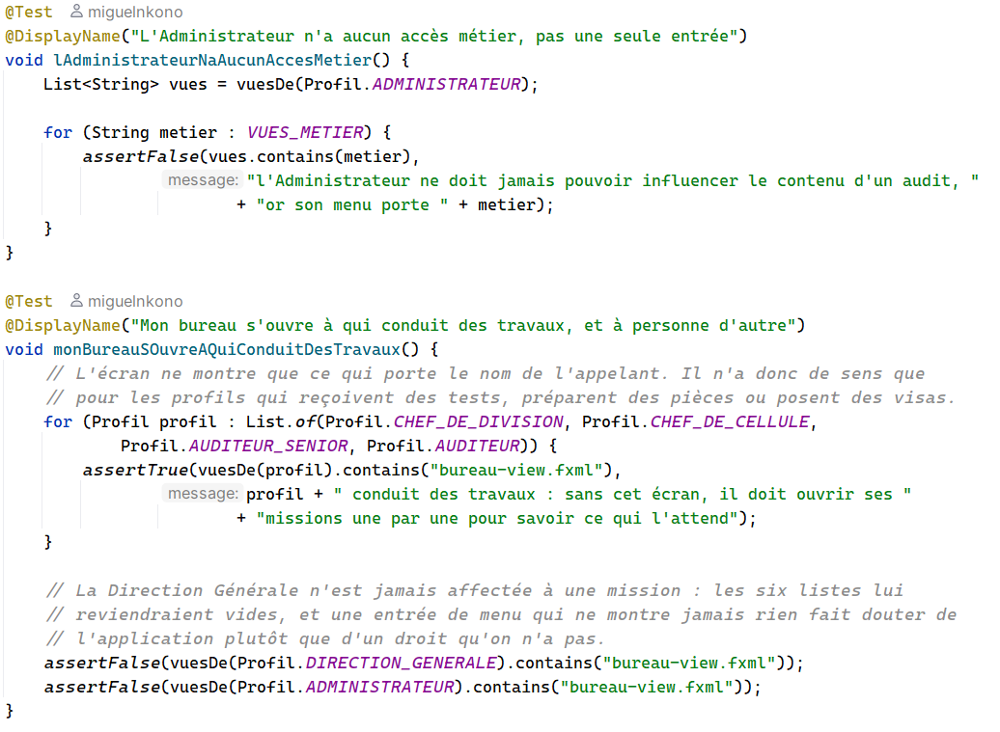 @Test miguelnkono
@DisplayName("L'Administrateur n'a aucun accès métier, pas une seule entrée")
void lAdministrateurNaAucunAccesMetier() {
List<String> vues = vuesDe(Profil.ADMINISTRATEUR);
for (String metier : VUES_METIER) {
assertFalse(vues.contains(metier),
message: "l'Administrateur ne doit jamais pouvoir influencer le contenu d'un audit, "
+ "or son menu porte " + metier);
}
}
@Test miguelnkono
@DisplayName("Mon bureau s'ouvre à qui conduit des travaux, et à personne d'autre")
void monBureauSOuvreAQuiConduitDesTravaux() {
// L'écran ne montre que ce qui porte le nom de l'appelant. Il n'a donc de sens que
// pour les profils qui reçoivent des tests, préparent des pièces ou posent des visas.
for (Profil profil : List.of(Profil.CHEF_DE_DIVISION, Profil.CHEF_DE_CELLULE,
Profil.AUDITEUR_SENIOR, Profil.AUDITEUR)) {
assertTrue(vuesDe(profil).contains("bureau-view.fxml"),
message: profil + " conduit des travaux : sans cet écran, il doit ouvrir ses "
+ "missions une par une pour savoir ce qui l'attend");
}
// La Direction Générale n'est jamais affectée à une mission : les six listes lui
// reviendraient vides, et une entrée de menu qui ne montre jamais rien fait douter de
// l'application plutôt que d'un droit qu'on n'a pas.
assertFalse(vuesDe(Profil.DIRECTION_GENERALE).contains("bureau-view.fxml"));
assertFalse(vuesDe(Profil.ADMINISTRATEUR).contains("bureau-view.fxml"));
}